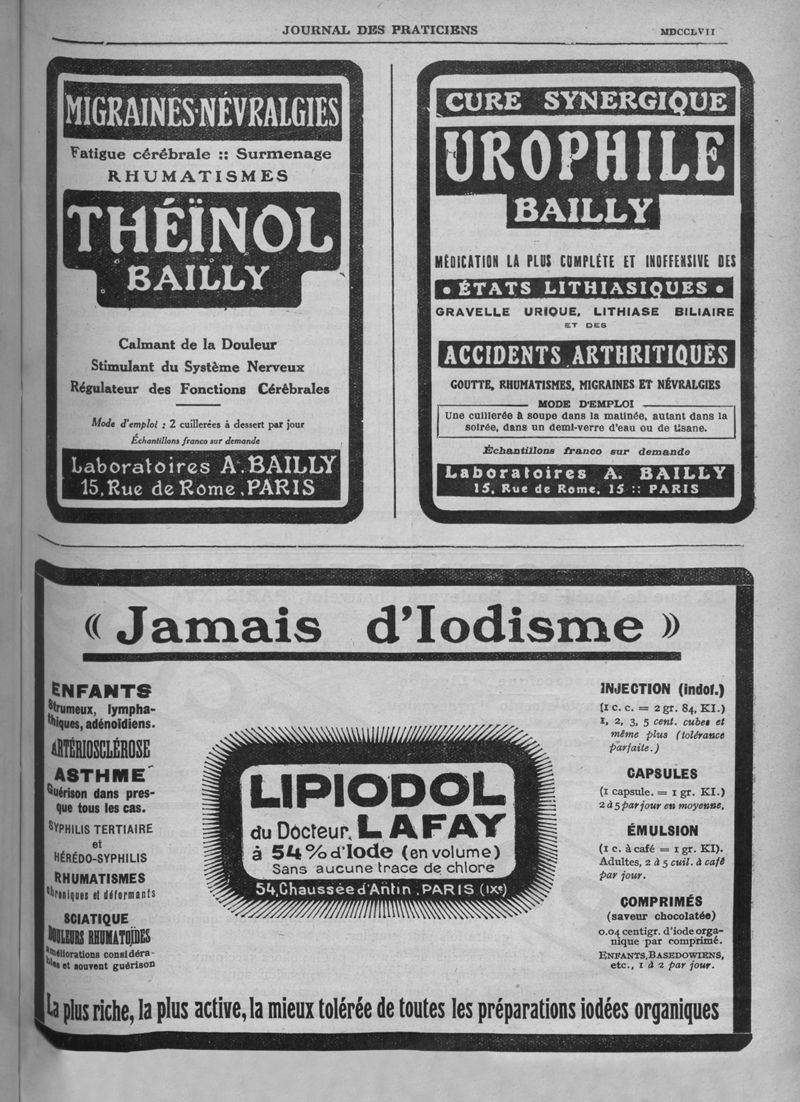 JOURNAL DES PRATICIENS
MDCCLVII
MIGRAINES-NÉVRALGIES
Fatigue cérébrale :: Surmenage
RHUMATISMES
THÉÏNOL
BAILLY
Calmant de la Douleur
Stimulant du Système Nerveux
Régulateur des Fonctions Cérébrales
Mode d'emploi : 2 cuillerées à dessert par jour
Échantillons franco sur demande
Laboratoires A. BAILLY
15, Rue de Rome, PARIS
CURE SYNERGIQUE
UROPHILE
BAILLY
MÉDICATION LA PLUS COMPLÉTE ET INOFFENSIVE DES
• ÉTATS LITHIASIQUES •
GRAVELLE URIQUE, LITHIASE BILIAIRE
ET DES
ACCIDENTS ARTHRITIQUES
GOUTTE, RHUMATISMES, MIGRAINES ET NÉVRALGIES
MODE D'EMPLOI
Une cuillerée à soupe dans la matinée, autant dans la
soirée, dans un demi-verre d'eau ou de tisane.
Échantillons franco sur demande
Laboratoires A. BAILLY
15, Rue de Rome, 15 :: PARIS
« Jamais d'Iodisme »
ENFANTS
Strumeux, lympha-
thiques, adénoïdiens.
ARTÉRIOSCLÉROSE
ASTHME
Guérison dans pres-
que tous les cas.
SYPHILIS TERTIAIRE
et
HÉRÉDO-SYPHILIS
RHUMATISMES
chroniques et déformants
SCIATIQUE
DOULEURS RHUMATOÏDES
améliorations considéra-
bles et souvent guérison
LIPIODOL
du Docteur LAFAY
à 54 % d'Iode (en volume)
Sans aucune trace de chlore
54, Chaussée d'Antin, PARIS (IXe)
INJECTION (indol.)
(1 c. c. = 2 gr. 84, KI.)
1, 2, 3, 5 cent. cubes et
même plus (tolérance
parfaite.)
CAPSULES
(1 capsule. = 1 gr. KI.)
2 à 5 par jour en moyenne.
ÉMULSION
(1 c. à café = 1 gr. KI).
Adultes, 2 à 5 cuil. à café
par jour.
COMPRIMÉS
(saveur chocolatée)
0.04 centigr. d'iode orga-
nique par comprimé.
ENFANTS, BASEDOWIENS,
etc., 1 à 2 par jour.
La plus riche, la plus active, la mieux tolérée de toutes les préparations iodées organiques